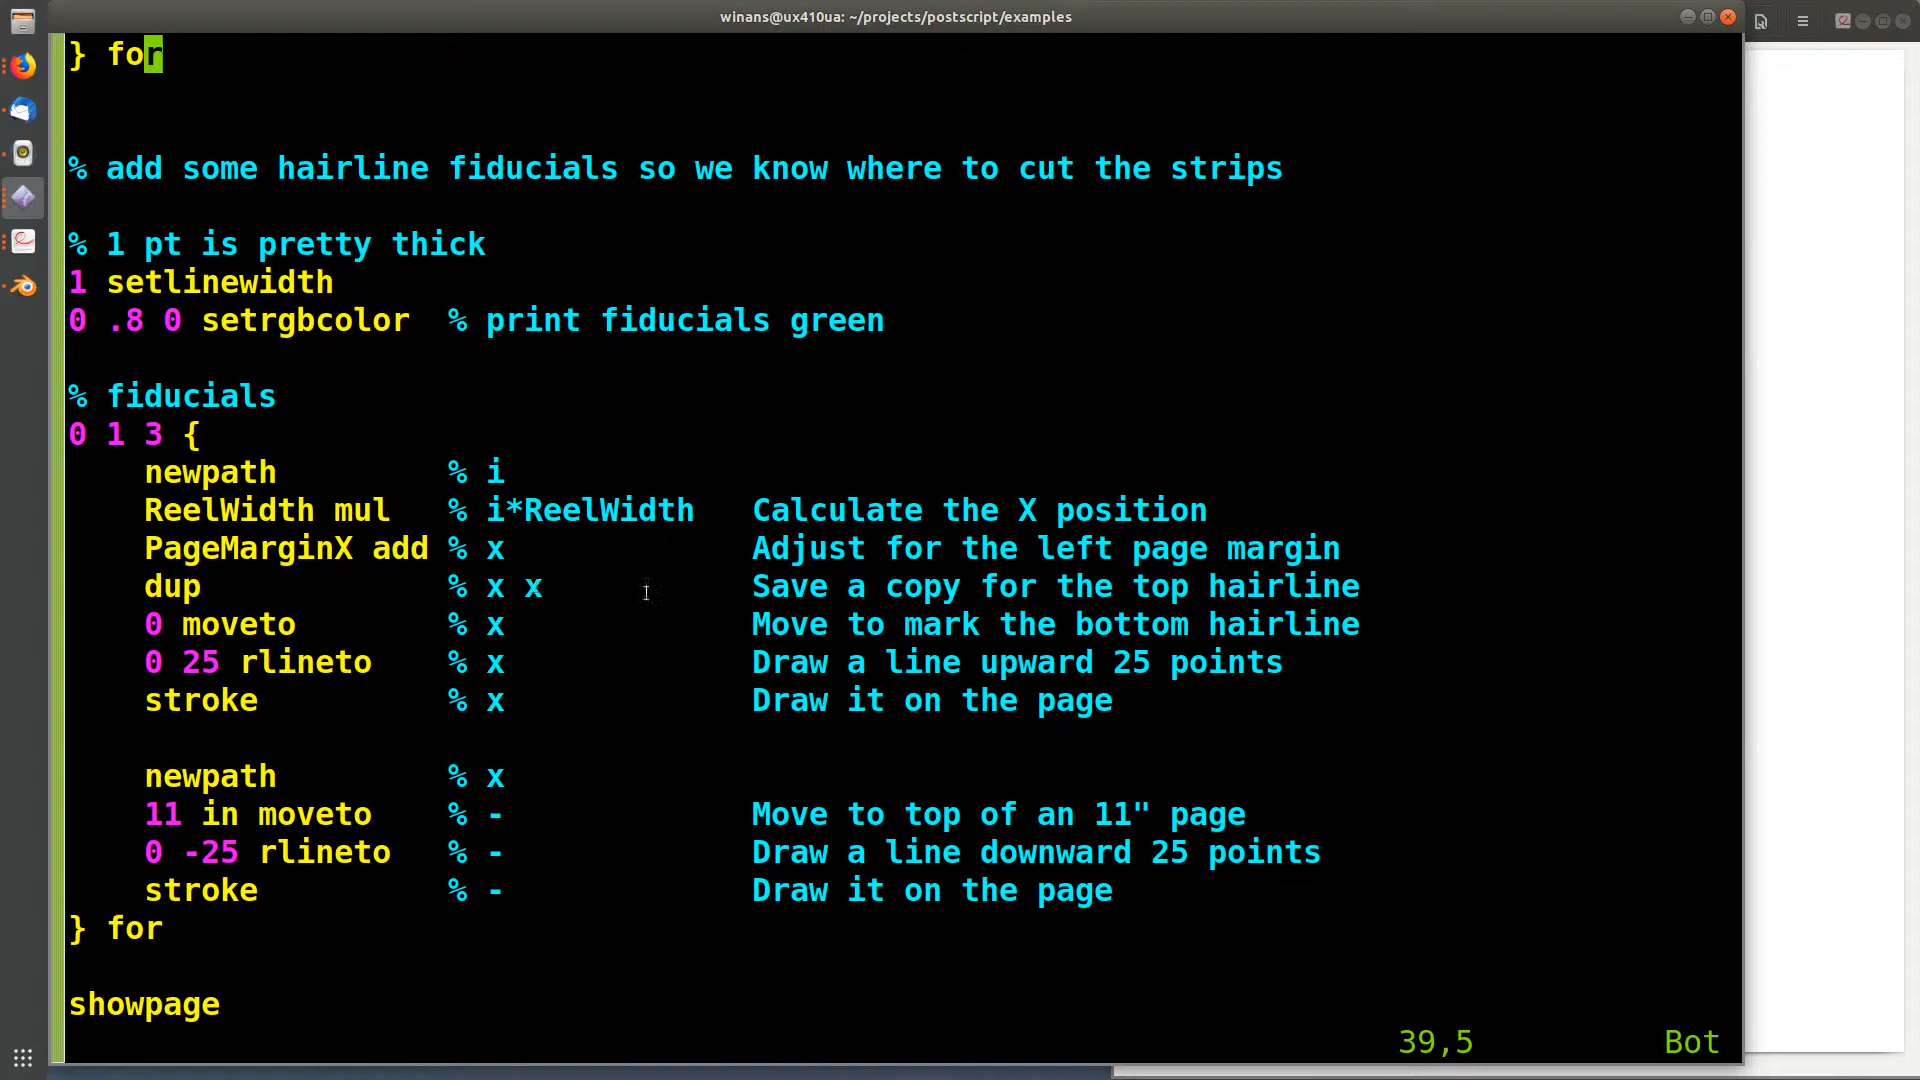 winans@ux410ua: ~/projects/postscript/examples
} for
% add some hairline fiducials so we know where to cut the strips
% 1 pt is pretty thick
1 setlinewidth
0 .8 0 setrgbcolor  % print fiducials green
% fiducials
0 1 3 {
    newpath         % i
    ReelWidth mul   % i*ReelWidth   Calculate the X position
    PageMarginX add % x             Adjust for the left page margin
    dup             % x x           Save a copy for the top hairline
    0 moveto        % x             Move to mark the bottom hairline
    0 25 rlineto    % x             Draw a line upward 25 points
    stroke          % x             Draw it on the page
    newpath         % x
    11 in moveto    % -             Move to top of an 11" page
    0 -25 rlineto   % -             Draw a line downward 25 points
    stroke          % -             Draw it on the page
} for
showpage
39,5          Bot